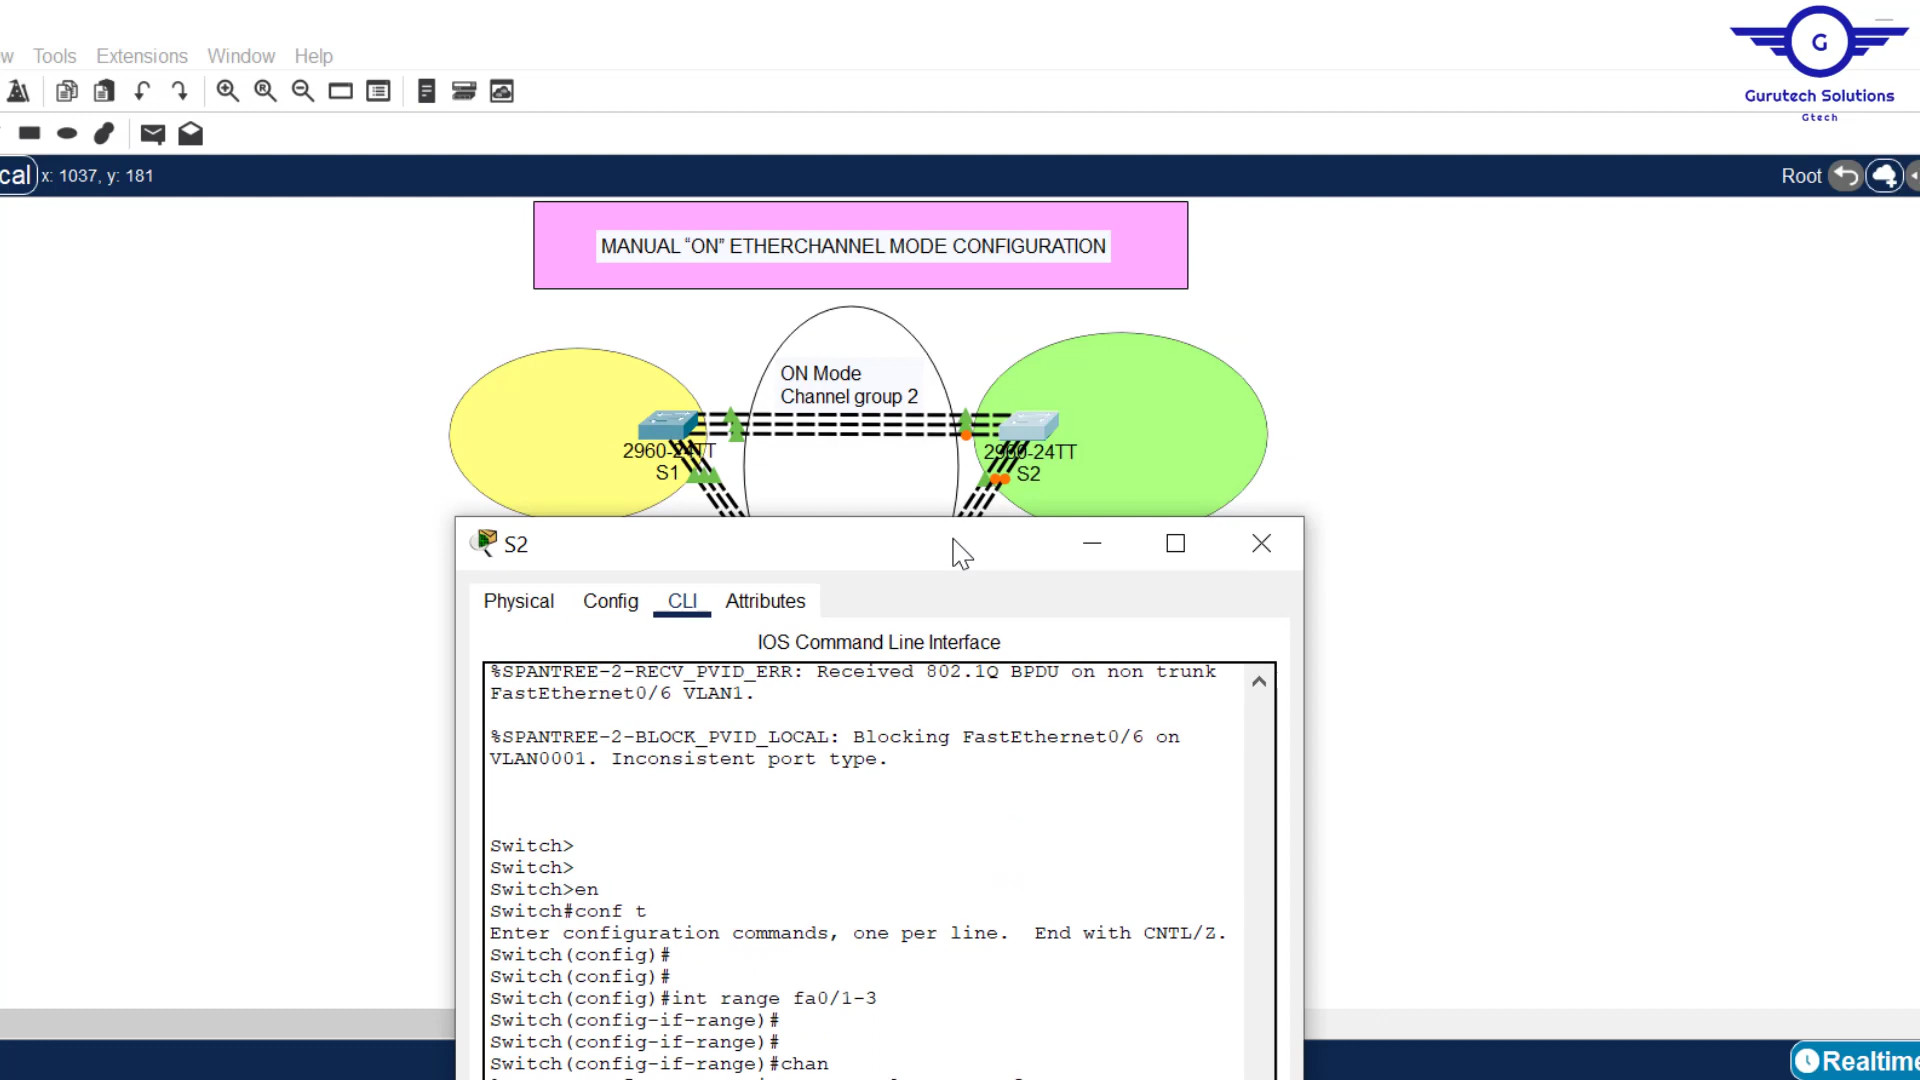 w Tools Extensions Window Help
G
Gurutech Solutions
Gtech
cal x: 1037, y: 181
Root
MANUAL “ON” ETHERCHANNEL MODE CONFIGURATION
ON Mode
Channel group 2
2960-24TT
S1
2960-24TT
S2
S2
Physical Config CLI Attributes
IOS Command Line Interface
%SPANTREE-2-RECV_PVID_ERR: Received 802.1Q BPDU on non trunk
FastEthernet0/6 VLAN1.
%SPANTREE-2-BLOCK_PVID_LOCAL: Blocking FastEthernet0/6 on
VLAN0001. Inconsistent port type.
Switch>
Switch>
Switch>en
Switch#conf t
Enter configuration commands, one per line. End with CNTL/Z.
Switch(config)#
Switch(config)#
Switch(config)#int range fa0/1-3
Switch(config-if-range)#
Switch(config-if-range)#
Switch(config-if-range)#chan
Realtime